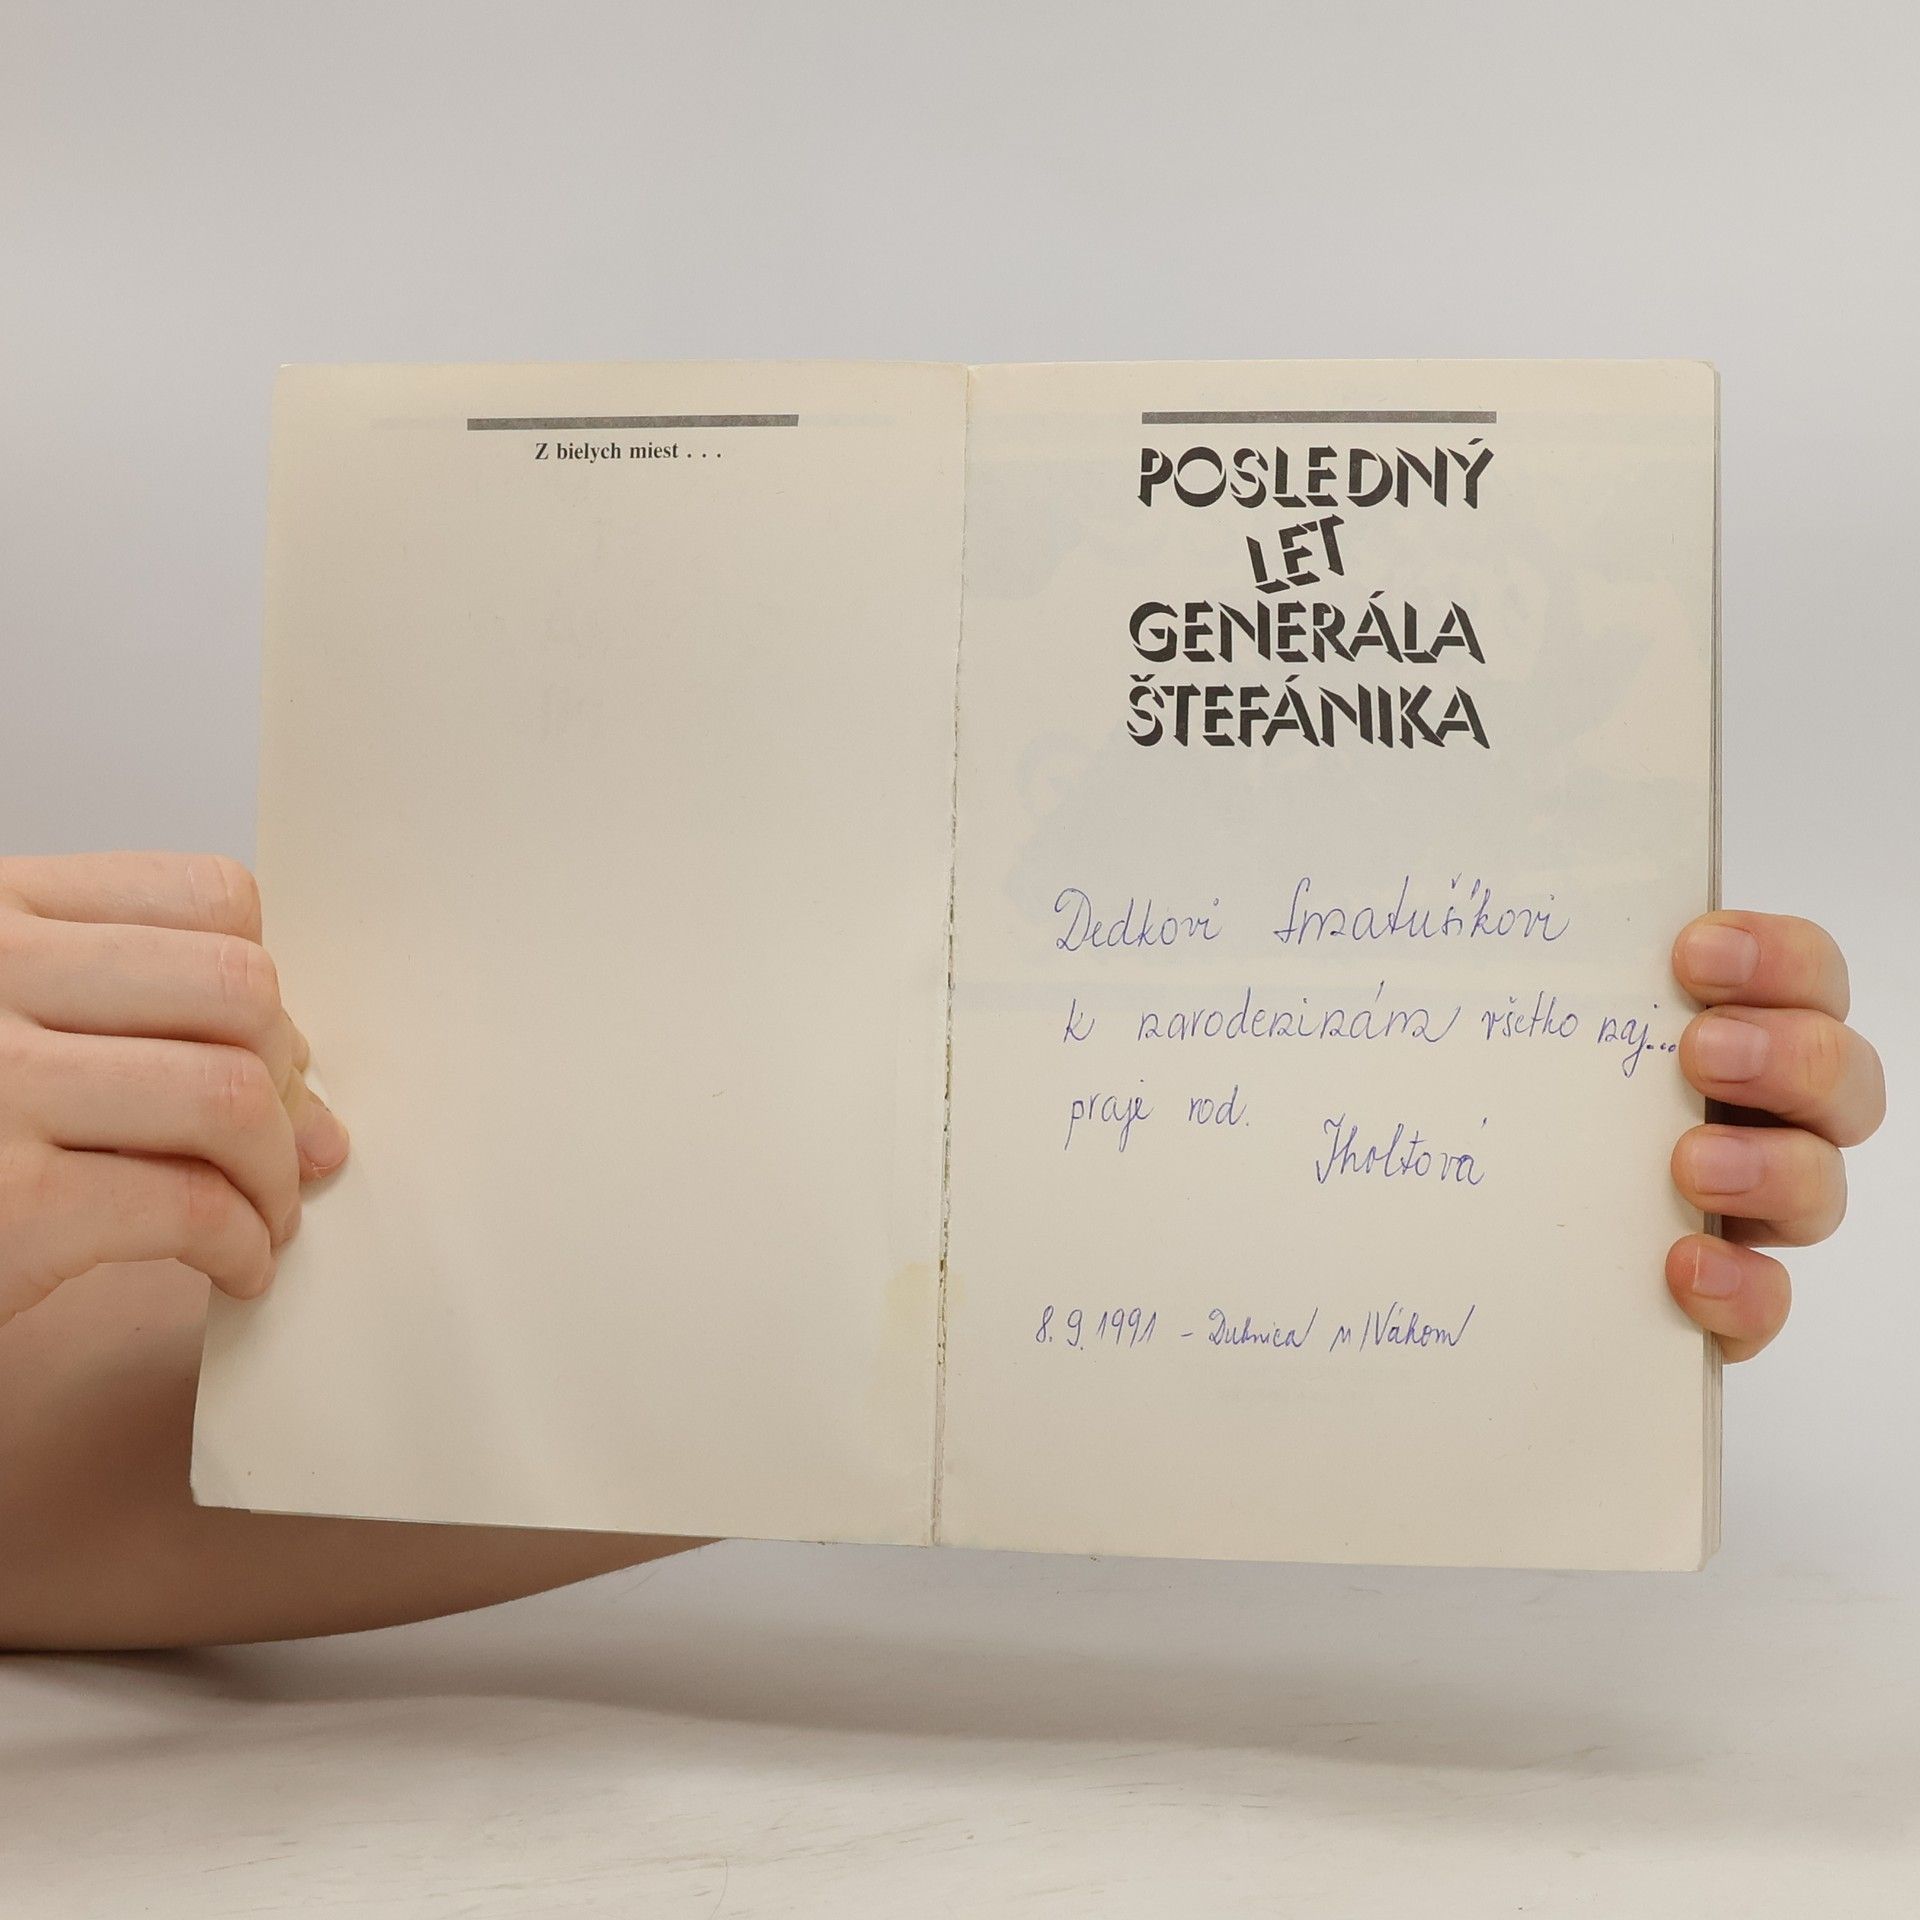 Z bielych miest . . .
POSLEDNÝ
LET
GENERÁLA
ŠTEFÁNIKA
Dedkovi
k narodeninám všetko naj...
praje rod.
8. 9. 1991 - Dubnica n/Váhom